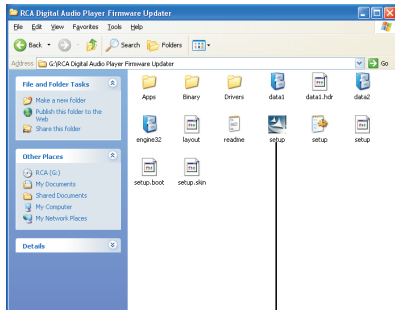 RCA Digital Audio Player Firmware Updater
File Edit View Favorites Tools Help
Back Search Folders
Address G:\RCA Digital Audio Player Firmware Updater Go
File and Folder Tasks
Make a new folder
Publish this folder to the
Web
Share this folder
Other Places
RCA (G:)
My Documents
Shared Documents
My Computer
My Network Places
Details
Apps Binary Drivers data1 data1.hdr data2
engine32 layout readme setup setup setup
setup.boot setup.skin